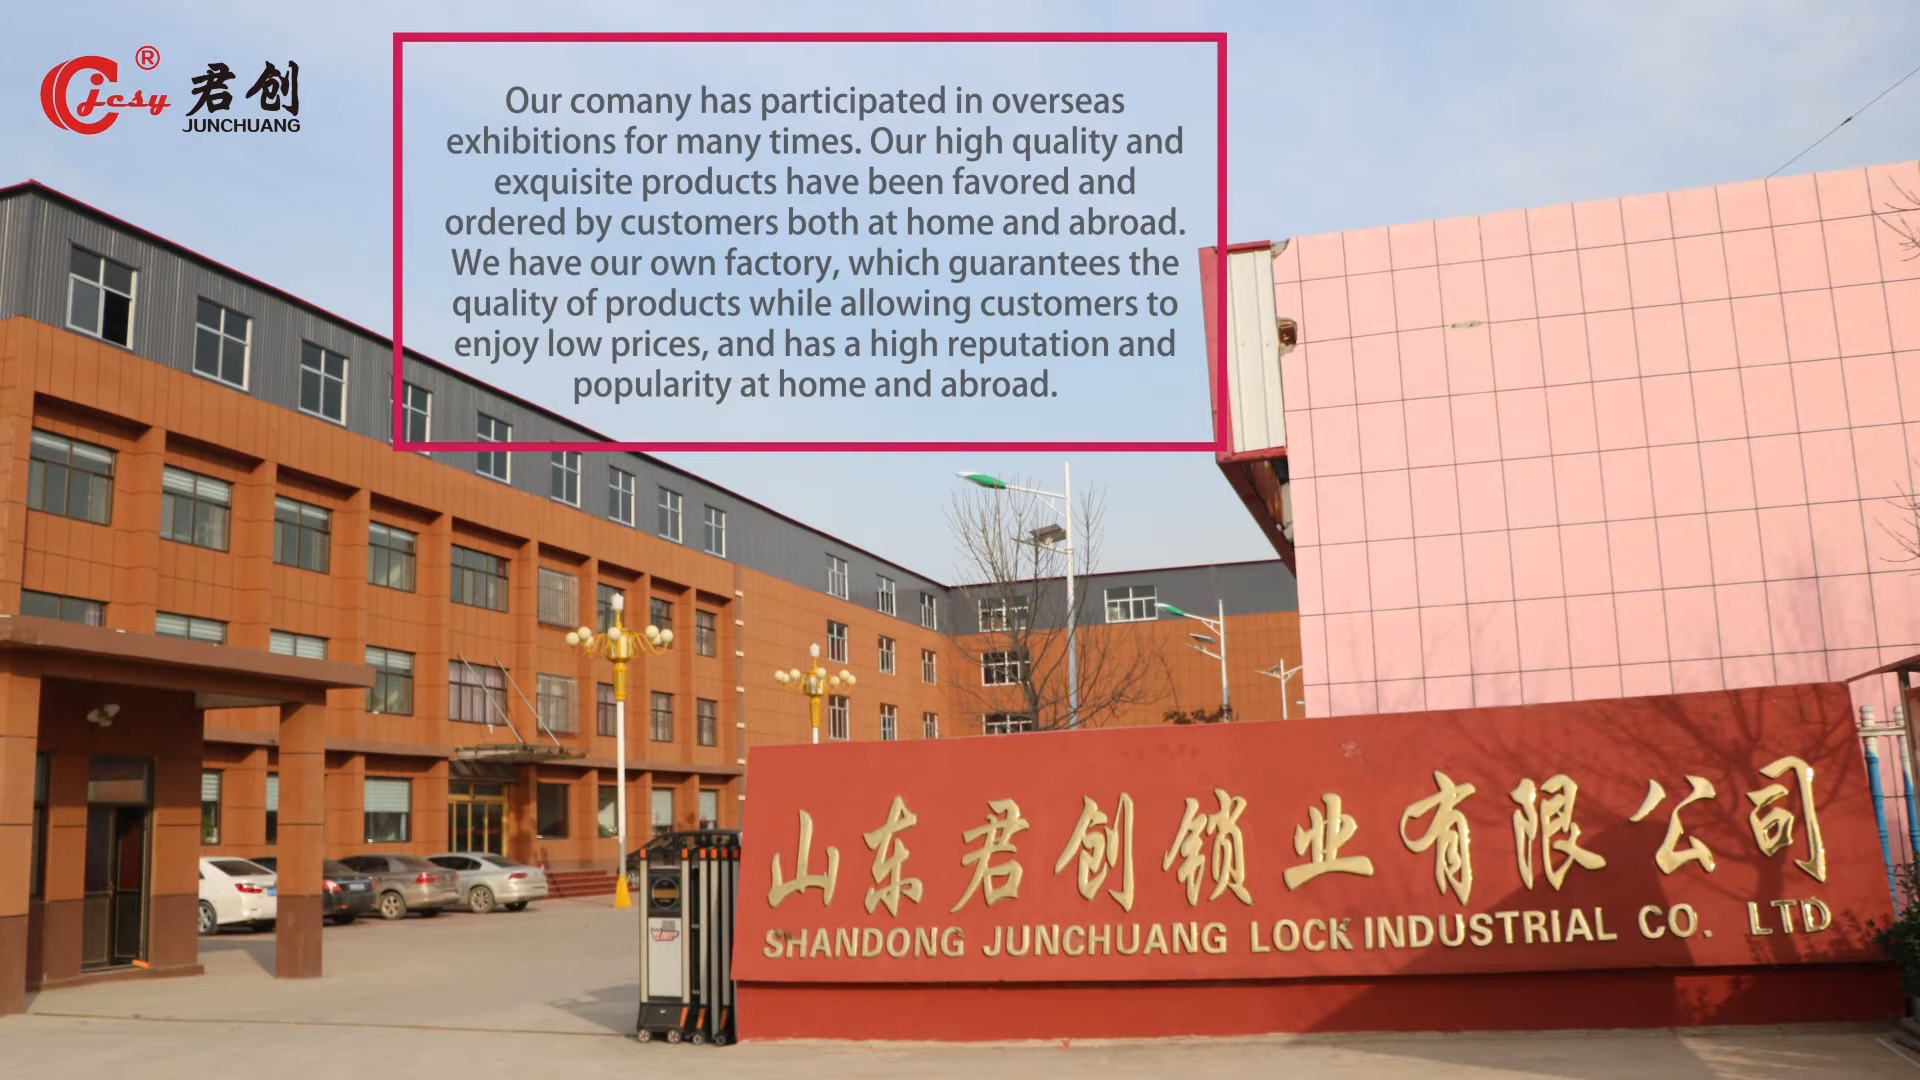 jcsy®
君创
JUNCHUANG
Our comany has participated in overseas
exhibitions for many times. Our high quality and
exquisite products have been favored and
ordered by customers both at home and abroad.
We have our own factory, which guarantees the
quality of products while allowing customers to
enjoy low prices, and has a high reputation and
popularity at home and abroad.
山东君创锁业有限公司
SHANDONG JUNCHUANG LOCK INDUSTRIAL CO. LTD